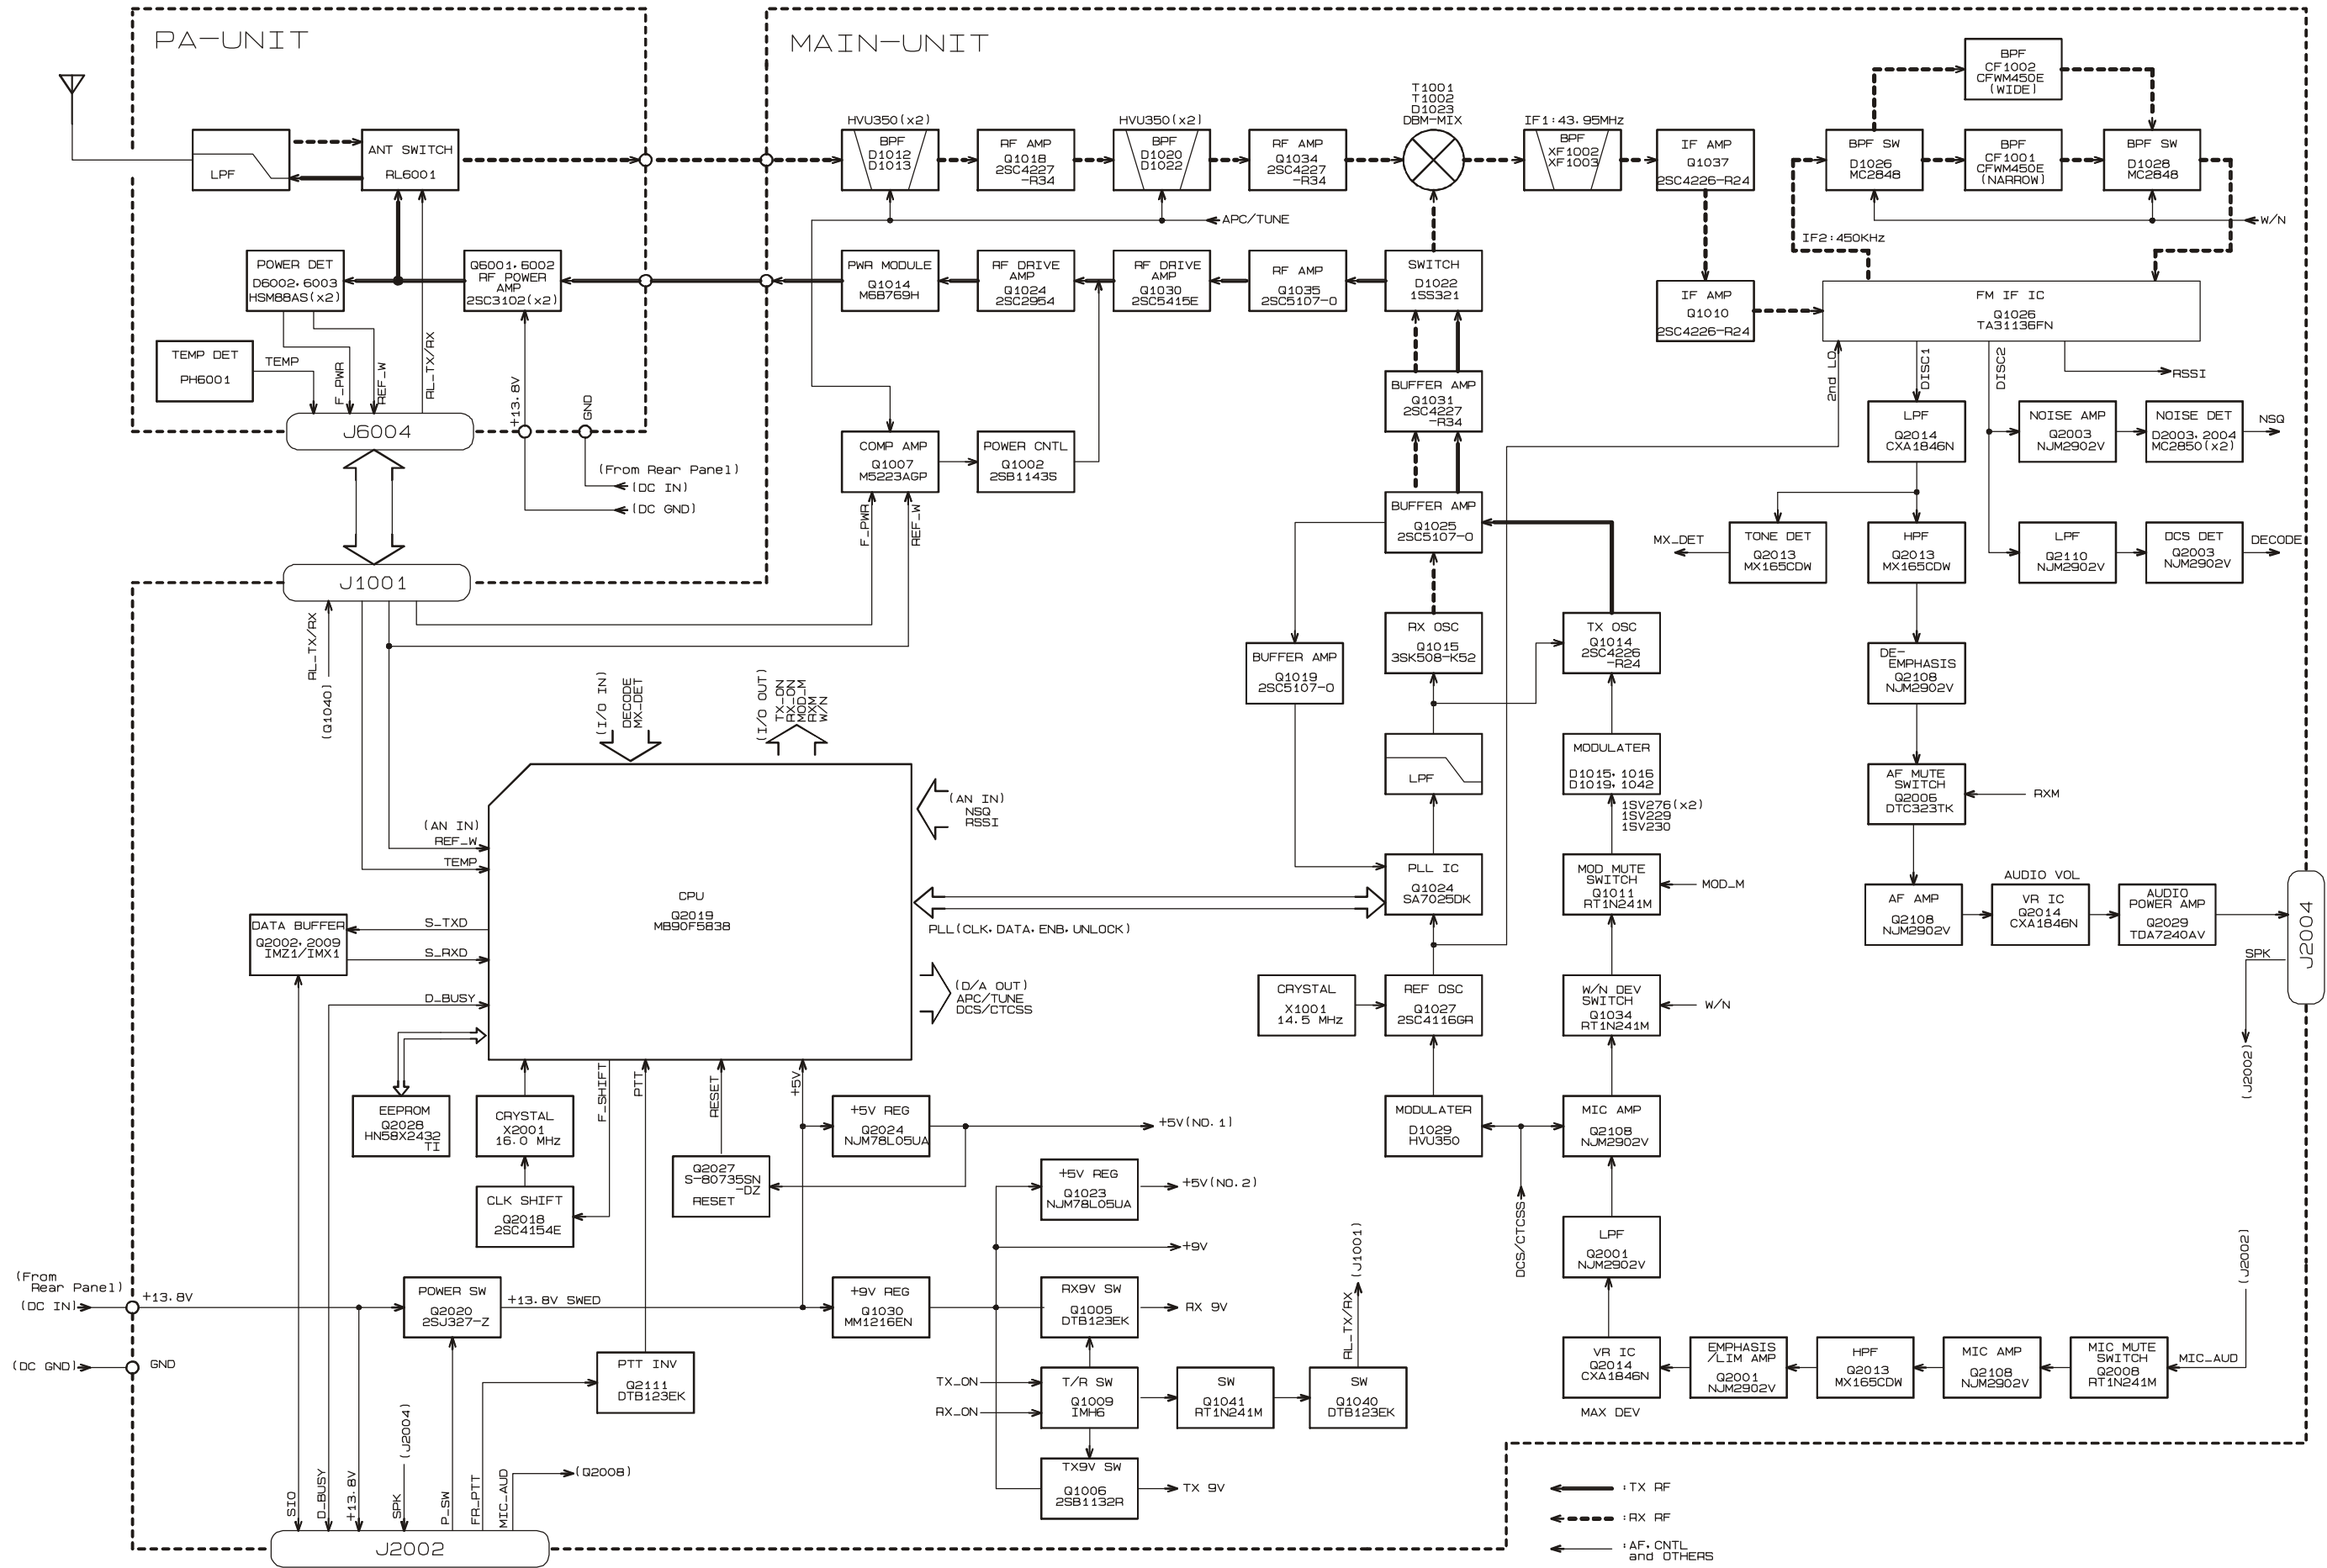 PA-UNIT
MAIN-UNIT
LPF
ANT SWITCH
RL6001
POWER DET
D6002,6003
HSM88AS(x2)
Q6001,6002
RF POWER
AMP
2SC3102(x2)
TEMP DET
PH6001
TEMP
F_PWR
REF_W
RL_TX/RX
+13.8V
GND
J6004
(From Rear Panel)
(DC IN)
(DC GND)
HVU350(x2)
BPF
D1012
D1013
RF AMP
Q1018
2SC4227
-R34
HVU350(x2)
BPF
D1020
D1022
RF AMP
Q1034
2SC4227
-R34
T1001
T1002
D1023
DBM-MIX
IF1:43.95MHz
BPF
XF1002
XF1003
IF AMP
Q1037
2SC4226-R24
BPF
CF1002
CFWM450E
(WIDE)
BPF SW
D1026
MC2848
BPF
CF1001
CFWM450E
(NARROW)
BPF SW
D1028
MC2848
APC/TUNE
W/N
IF2:450KHz
PWR MODULE
Q1014
M68769H
RF DRIVE
AMP
Q1024
2SC2954
RF DRIVE
AMP
Q1030
2SC5415E
RF AMP
Q1035
2SC5107-O
SWITCH
D1022
1SS321
IF AMP
Q1010
2SC4226-R24
FM IF IC
Q1026
TA31136FN
2nd LO
DISC1
DISC2
RSSI
BUFFER AMP
Q1031
2SC4227
-R34
COMP AMP
Q1007
M5223AGP
POWER CNTL
Q1002
2SB1143S
F_PWR
REF_W
LPF
Q2014
CXA1846N
NOISE AMP
Q2003
NJM2902V
NOISE DET
D2003,2004
MC2850(x2)
NSQ
BUFFER AMP
Q1025
2SC5107-O
MX_DET
TONE DET
Q2013
MX165CDW
HPF
Q2013
MX165CDW
LPF
Q2110
NJM2902V
DCS DET
Q2003
NJM2902V
DECODE
J1001
RL_TX/RX
(Q1040)
BUFFER AMP
Q1019
2SC5107-O
RX OSC
Q1015
3SK508-K52
TX OSC
Q1014
2SC4226
-R24
DE-
EMPHASIS
Q2108
NJM2902V
(I/O IN)
DECODE
MX_DET
(I/O OUT)
TX_ON
RX_ON
MOD_M
RXM
W/N
LPF
MODULATER
D1015,1016
D1019,1042
1SV276(x2)
1SV229
1SV230
AF MUTE
SWITCH
Q2006
DTC323TK
RXM
(AN IN)
REF_W
TEMP
(AN IN)
NSQ
RSSI
CPU
Q2019
MB90F5838
PLL IC
Q1024
SA7025DK
MOD MUTE
SWITCH
Q1011
RT1N241M
MOD_M
AF AMP
Q2108
NJM2902V
AUDIO VOL
VR IC
Q2014
CXA1846N
AUDIO
POWER AMP
Q2029
TDA7240AV
J2004
SPK
(J2002)
DATA BUFFER
Q2002,2009
IMZ1/IMX1
S_TXD
S_RXD
D_BUSY
PLL(CLK,DATA,ENB,UNLOCK)
(D/A OUT)
APC/TUNE
DCS/CTCSS
CRYSTAL
X1001
14.5 MHz
REF OSC
Q1027
2SC4116GR
W/N DEV
SWITCH
Q1034
RT1N241M
W/N
EEPROM
Q2028
HN58X2432
TI
CRYSTAL
X2001
16.0 MHz
F_SHIFT
PTT
RESET
+5V
+5V REG
Q2024
NJM78L05UA
+5V(NO.1)
MODULATER
D1029
HVU350
MIC AMP
Q2108
NJM2902V
CLK SHIFT
Q2018
2SC4154E
Q2027
S-80735SN
-DZ
RESET
+5V REG
Q1023
NJM78L05UA
+5V(NO.2)
DCS/CTCSS
LPF
Q2001
NJM2902V
+9V
(From
Rear Panel)
(DC IN)
+13.8V
POWER SW
Q2020
2SJ327-Z
+13.8V SWED
+9V REG
Q1030
MM1216EN
RX9V SW
Q1005
DTB123EK
RX 9V
RL_TX/RX
(J1001)
(DC GND)
GND
PTT INV
Q2111
DTB123EK
TX_ON
RX_ON
T/R SW
Q1009
IMH6
SW
Q1041
RT1N241M
SW
Q1040
DTB123EK
VR IC
Q2014
CXA1846N
MAX DEV
EMPHASIS
/LIM AMP
Q2001
NJM2902V
HPF
Q2013
MX165CDW
MIC AMP
Q2108
NJM2902V
MIC MUTE
SWITCH
Q2008
RT1N241M
MIC_AUD
(J2002)
TX9V SW
Q1006
2SB1132R
TX 9V
SIO
D_BUSY
+13.8V
SPK
(J2004)
P_SW
FR_PTT
MIC_AUD
(Q2008)
J2002
:TX RF
:RX RF
:AF,CNTL
and OTHERS